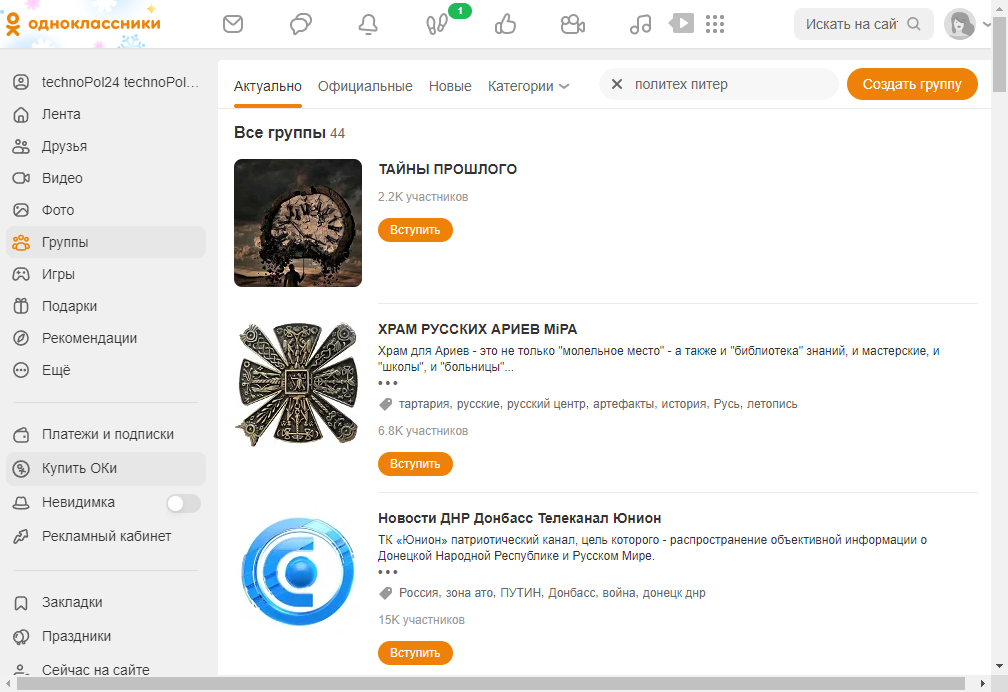 одноклассники
1
Искать на сай
technoPol24 technoPol…
Лента
Друзья
Видео
Фото
Группы
Игры
Подарки
Рекомендации
Ещё
Платежи и подписки
Купить ОКи
Невидимка
Рекламный кабинет
Закладки
Праздники
Сейчас на сайте
Актуально Официальные Новые Категории
политех питер
Создать группу
Все группы 44
ТАЙНЫ ПРОШЛОГО
2.2K участников
Вступить
ХРАМ РУССКИХ АРИЕВ МiРА
Храм для Ариев - это не только "молельное место" - а также и "библиотека" знаний, и мастерские, и
"школы", и "больницы"...
•••
тартария, русские, русский центр, артефакты, история, Русь, летопись
6.8K участников
Вступить
Новости ДНР Донбасс Телеканал Юнион
ТК «Юнион» патриотический канал, цель которого - распространение объективной информации о
Донецкой Народной Республике и Русском Мире.
•••
Россия, зона ато, ПУТИН, Донбасс, война, донецк днр
15K участников
Вступить